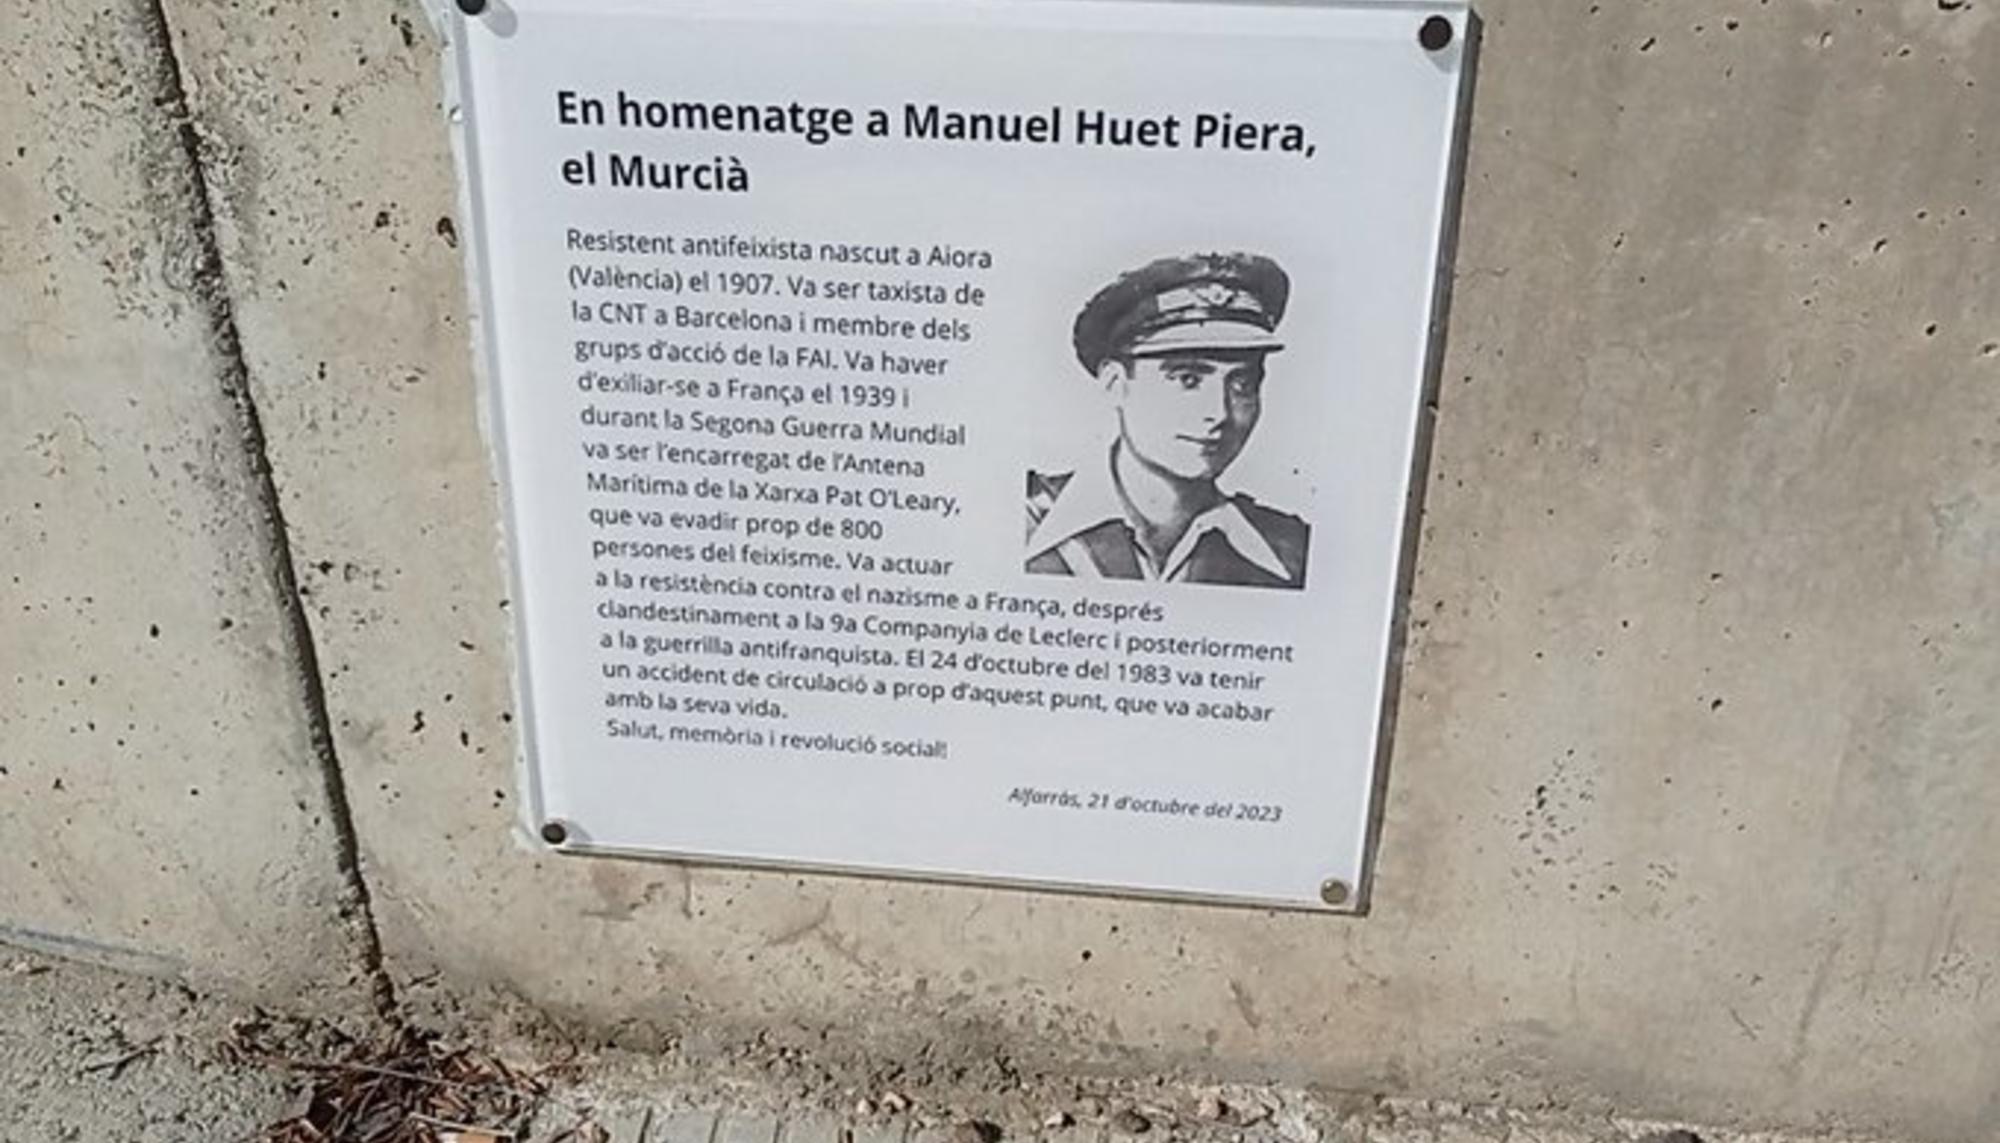 En homenatge a Manuel Huet Piera,
el Murcià
Resistent antifeixista nascut a Aiora
(València) el 1907. Va ser taxista de
la CNT a Barcelona i membre dels
grups d'acció de la FAI. Va haver
d'exiliar-se a França el 1939 i
durant la Segona Guerra Mundial
va ser l'encarregat de l'Antena
Marítima de la Xarxa Pat O'Leary,
que va evadir prop de 800
persones del feixisme. Va actuar
a la resistència contra el nazisme a França, després
clandestinament a la 9a Companyia de Leclerc i posteriorment
a la guerrilla antifranquista. El 24 d'octubre del 1983 va tenir
un accident de circulació a prop d'aquest punt, que va acabar
amb la seva vida.
Salut, memòria i revolució social!
Alfarràs, 21 d'octubre del 2023